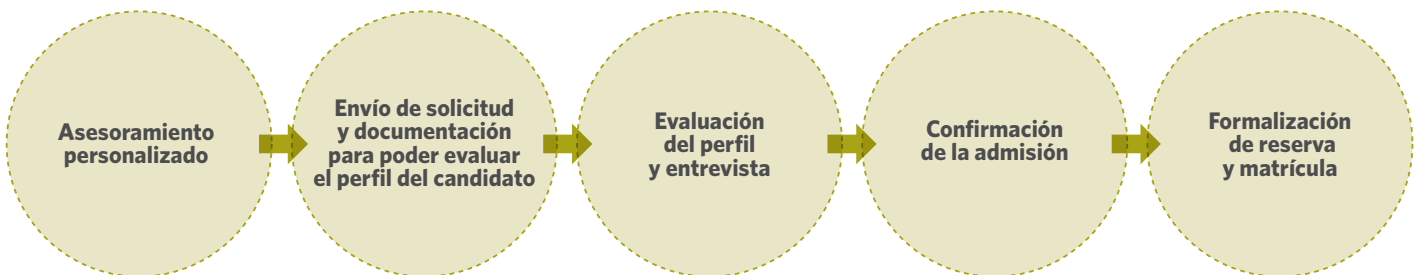 Asesoramiento
personalizado
Envío de solicitud
y documentación
para poder evaluar
el perfil del candidato
Evaluación
del perfil
y entrevista
Confirmación
de la admisión
Formalización
de reserva
y matrícula